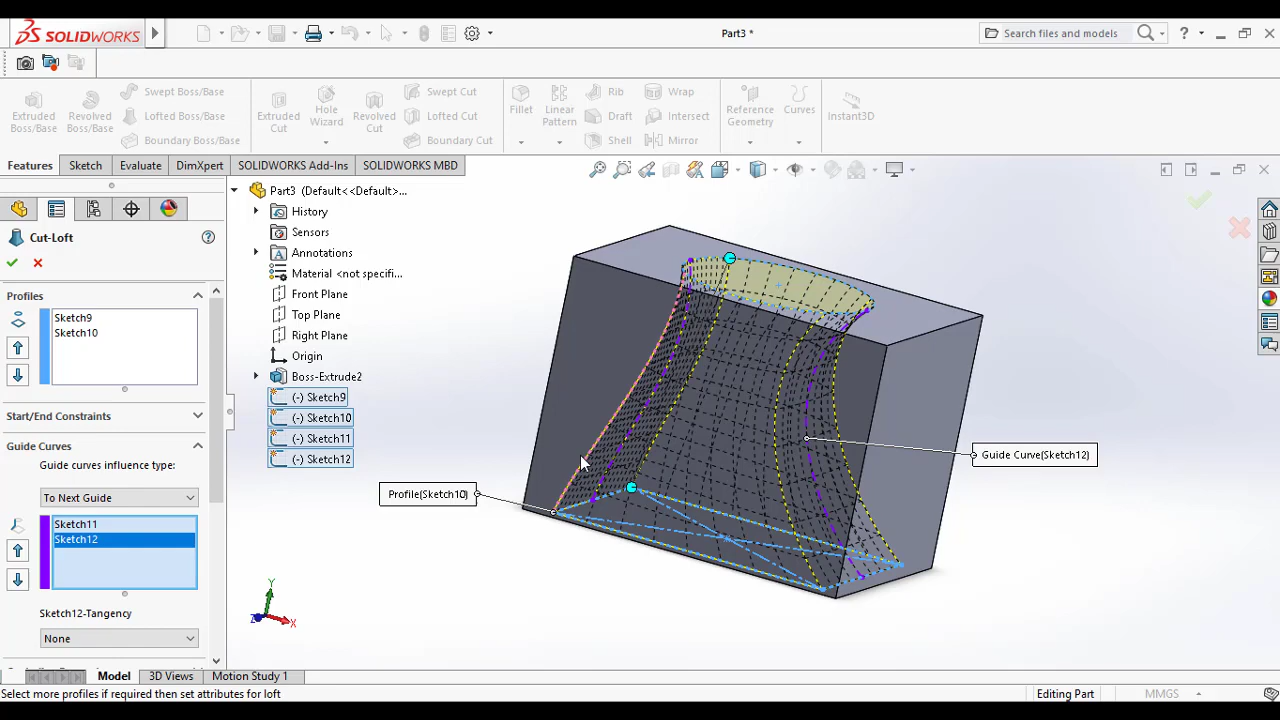 SOLIDWORKS
Part3 *
Search files and models
Extruded Boss/Base
Revolved Boss/Base
Swept Boss/Base
Lofted Boss/Base
Boundary Boss/Base
Extruded Cut
Hole Wizard
Revolved Cut
Swept Cut
Lofted Cut
Boundary Cut
Fillet
Linear Pattern
Rib
Draft
Shell
Wrap
Intersect
Mirror
Reference Geometry
Curves
Instant3D
Features
Sketch
Evaluate
DimXpert
SOLIDWORKS Add-Ins
SOLIDWORKS MBD
Cut-Loft
Profiles
Sketch9
Sketch10
Start/End Constraints
Guide Curves
Guide curves influence type:
To Next Guide
Sketch11
Sketch12
Sketch12-Tangency
None
Part3 (Default<<Default>...
History
Sensors
Annotations
Material <not specifi...
Front Plane
Top Plane
Right Plane
Origin
Boss-Extrude2
(-) Sketch9
(-) Sketch10
(-) Sketch11
(-) Sketch12
Profile(Sketch10)
Guide Curve(Sketch12)
Y
Z
X
Model
3D Views
Motion Study 1
Select more profiles if required then set attributes for loft
Editing Part
MMGS